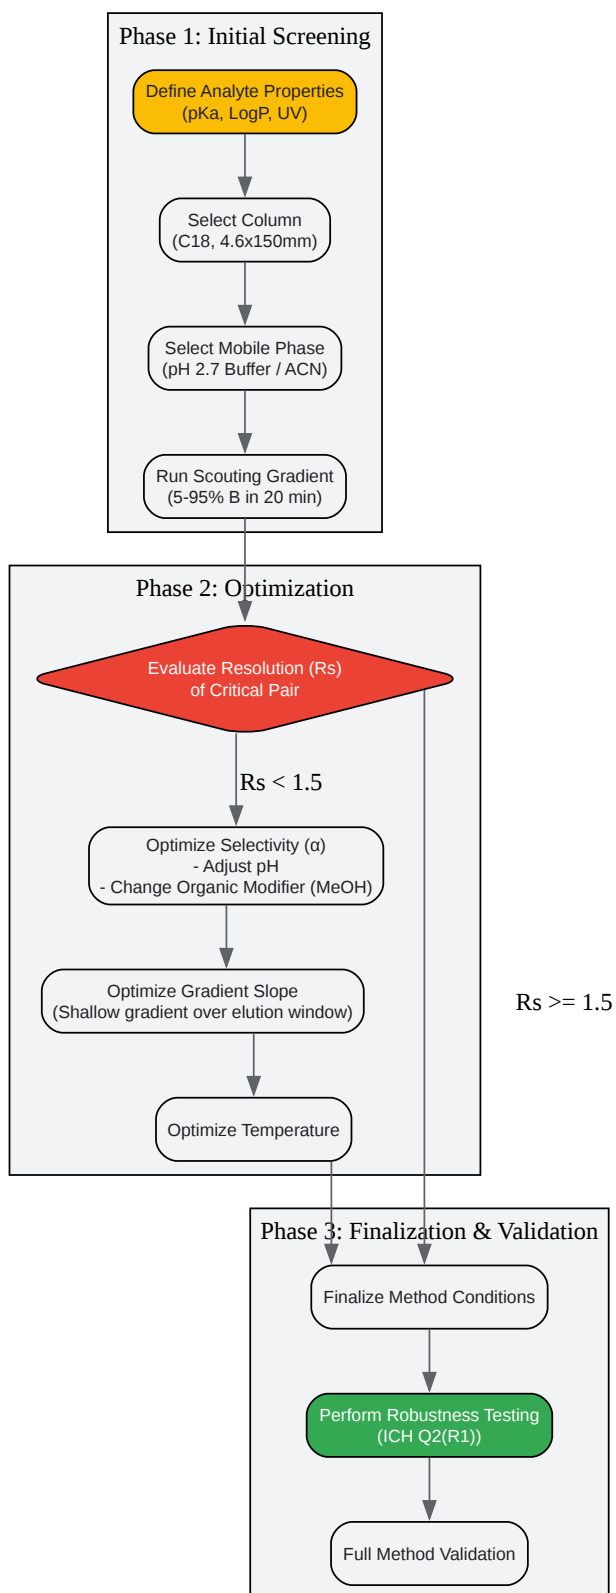 Phase 1: Initial Screening
Define Analyte Properties
(pKa, LogP, UV)
Select Column
(C18, 4.6x150mm)
Select Mobile Phase
(pH 2.7 Buffer / ACN)
Run Scouting Gradient
(5-95% B in 20 min)
Phase 2: Optimization
Evaluate Resolution (Rs)
of Critical Pair
Rs < 1.5
Optimize Selectivity (α)
- Adjust pH
- Change Organic Modifier (MeOH)
Optimize Gradient Slope
(Shallow gradient over elution window)
Rs >= 1.5
Optimize Temperature
Phase 3: Finalization & Validation
Finalize Method Conditions
Perform Robustness Testing
(ICH Q2(R1))
Full Method Validation